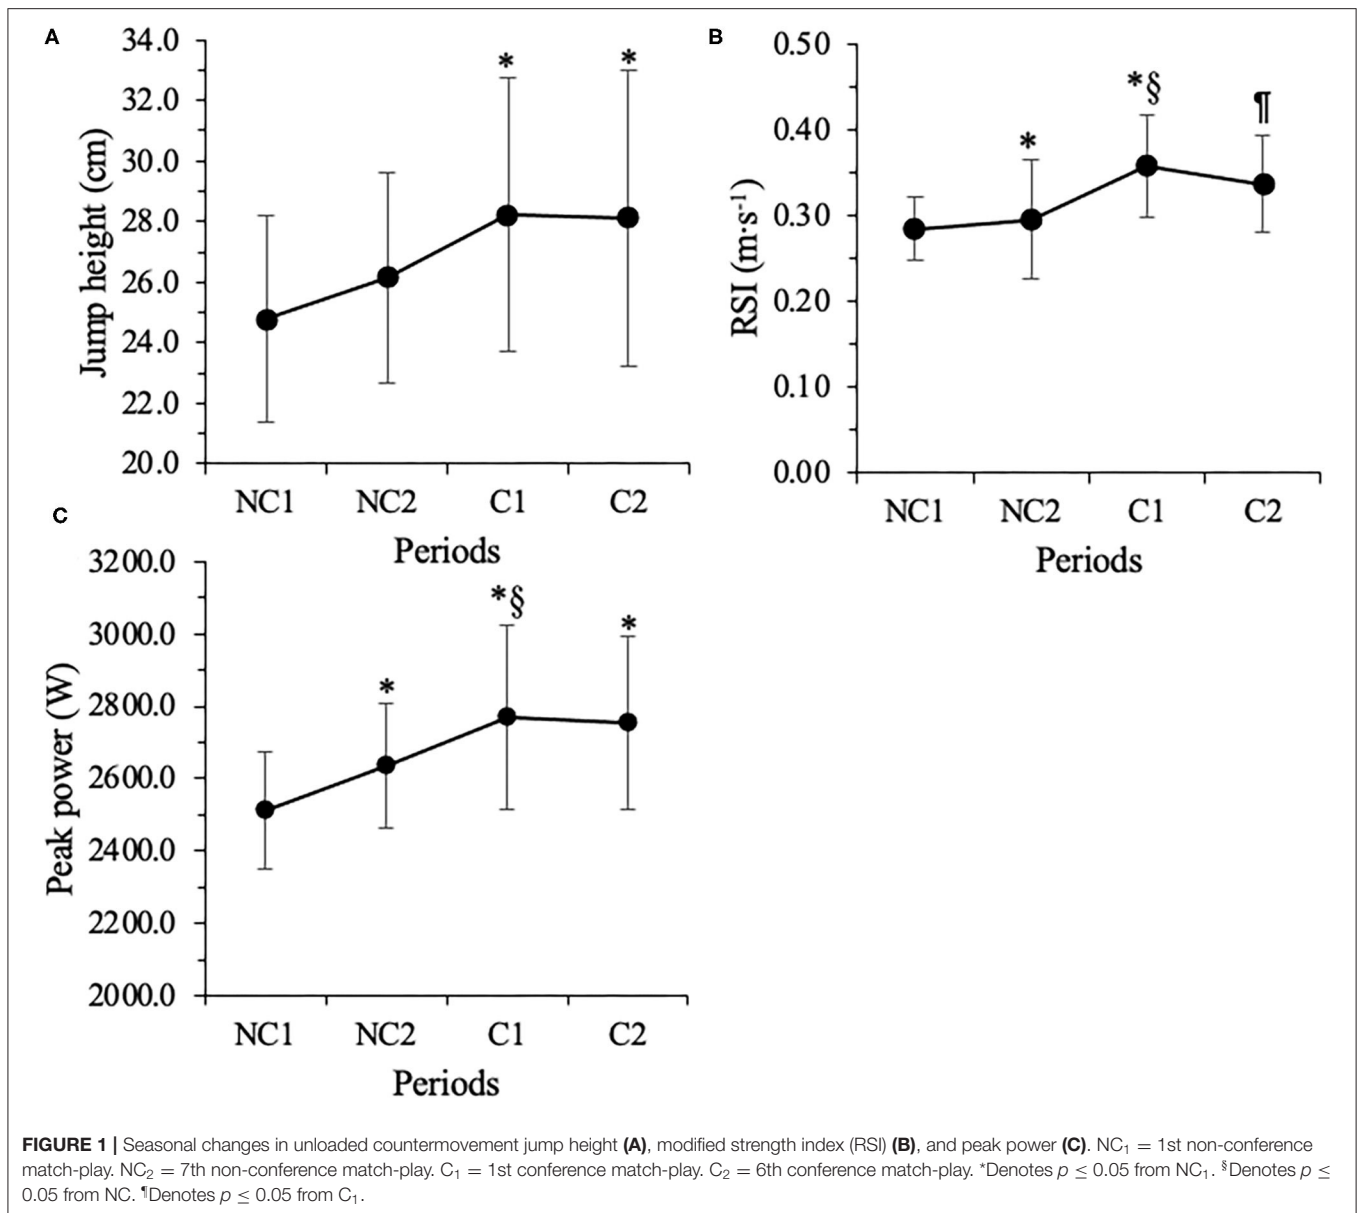 A
34.0
32.0
30.0
28.0
26.0
24.0
22.0
20.0
Jump height (cm)
* *
NC1 NC2 C1 C2
Periods
B
0.50
0.40
0.30
0.20
0.10
0.00
RSI (m·s-1)
* *§ ¶
NC1 NC2 C1 C2
Periods
C
3200.0
3000.0
2800.0
2600.0
2400.0
2200.0
2000.0
Peak power (W)
* *§ *
NC1 NC2 C1 C2
Periods
FIGURE 1 | Seasonal changes in unloaded countermovement jump height (A), modified strength index (RSI) (B), and peak power (C). NC1 = 1st non-conference
match-play. NC2 = 7th non-conference match-play. C1 = 1st conference match-play. C2 = 6th conference match-play. *Denotes p ≤ 0.05 from NC1. §Denotes p ≤
0.05 from NC. ¶Denotes p ≤ 0.05 from C1.